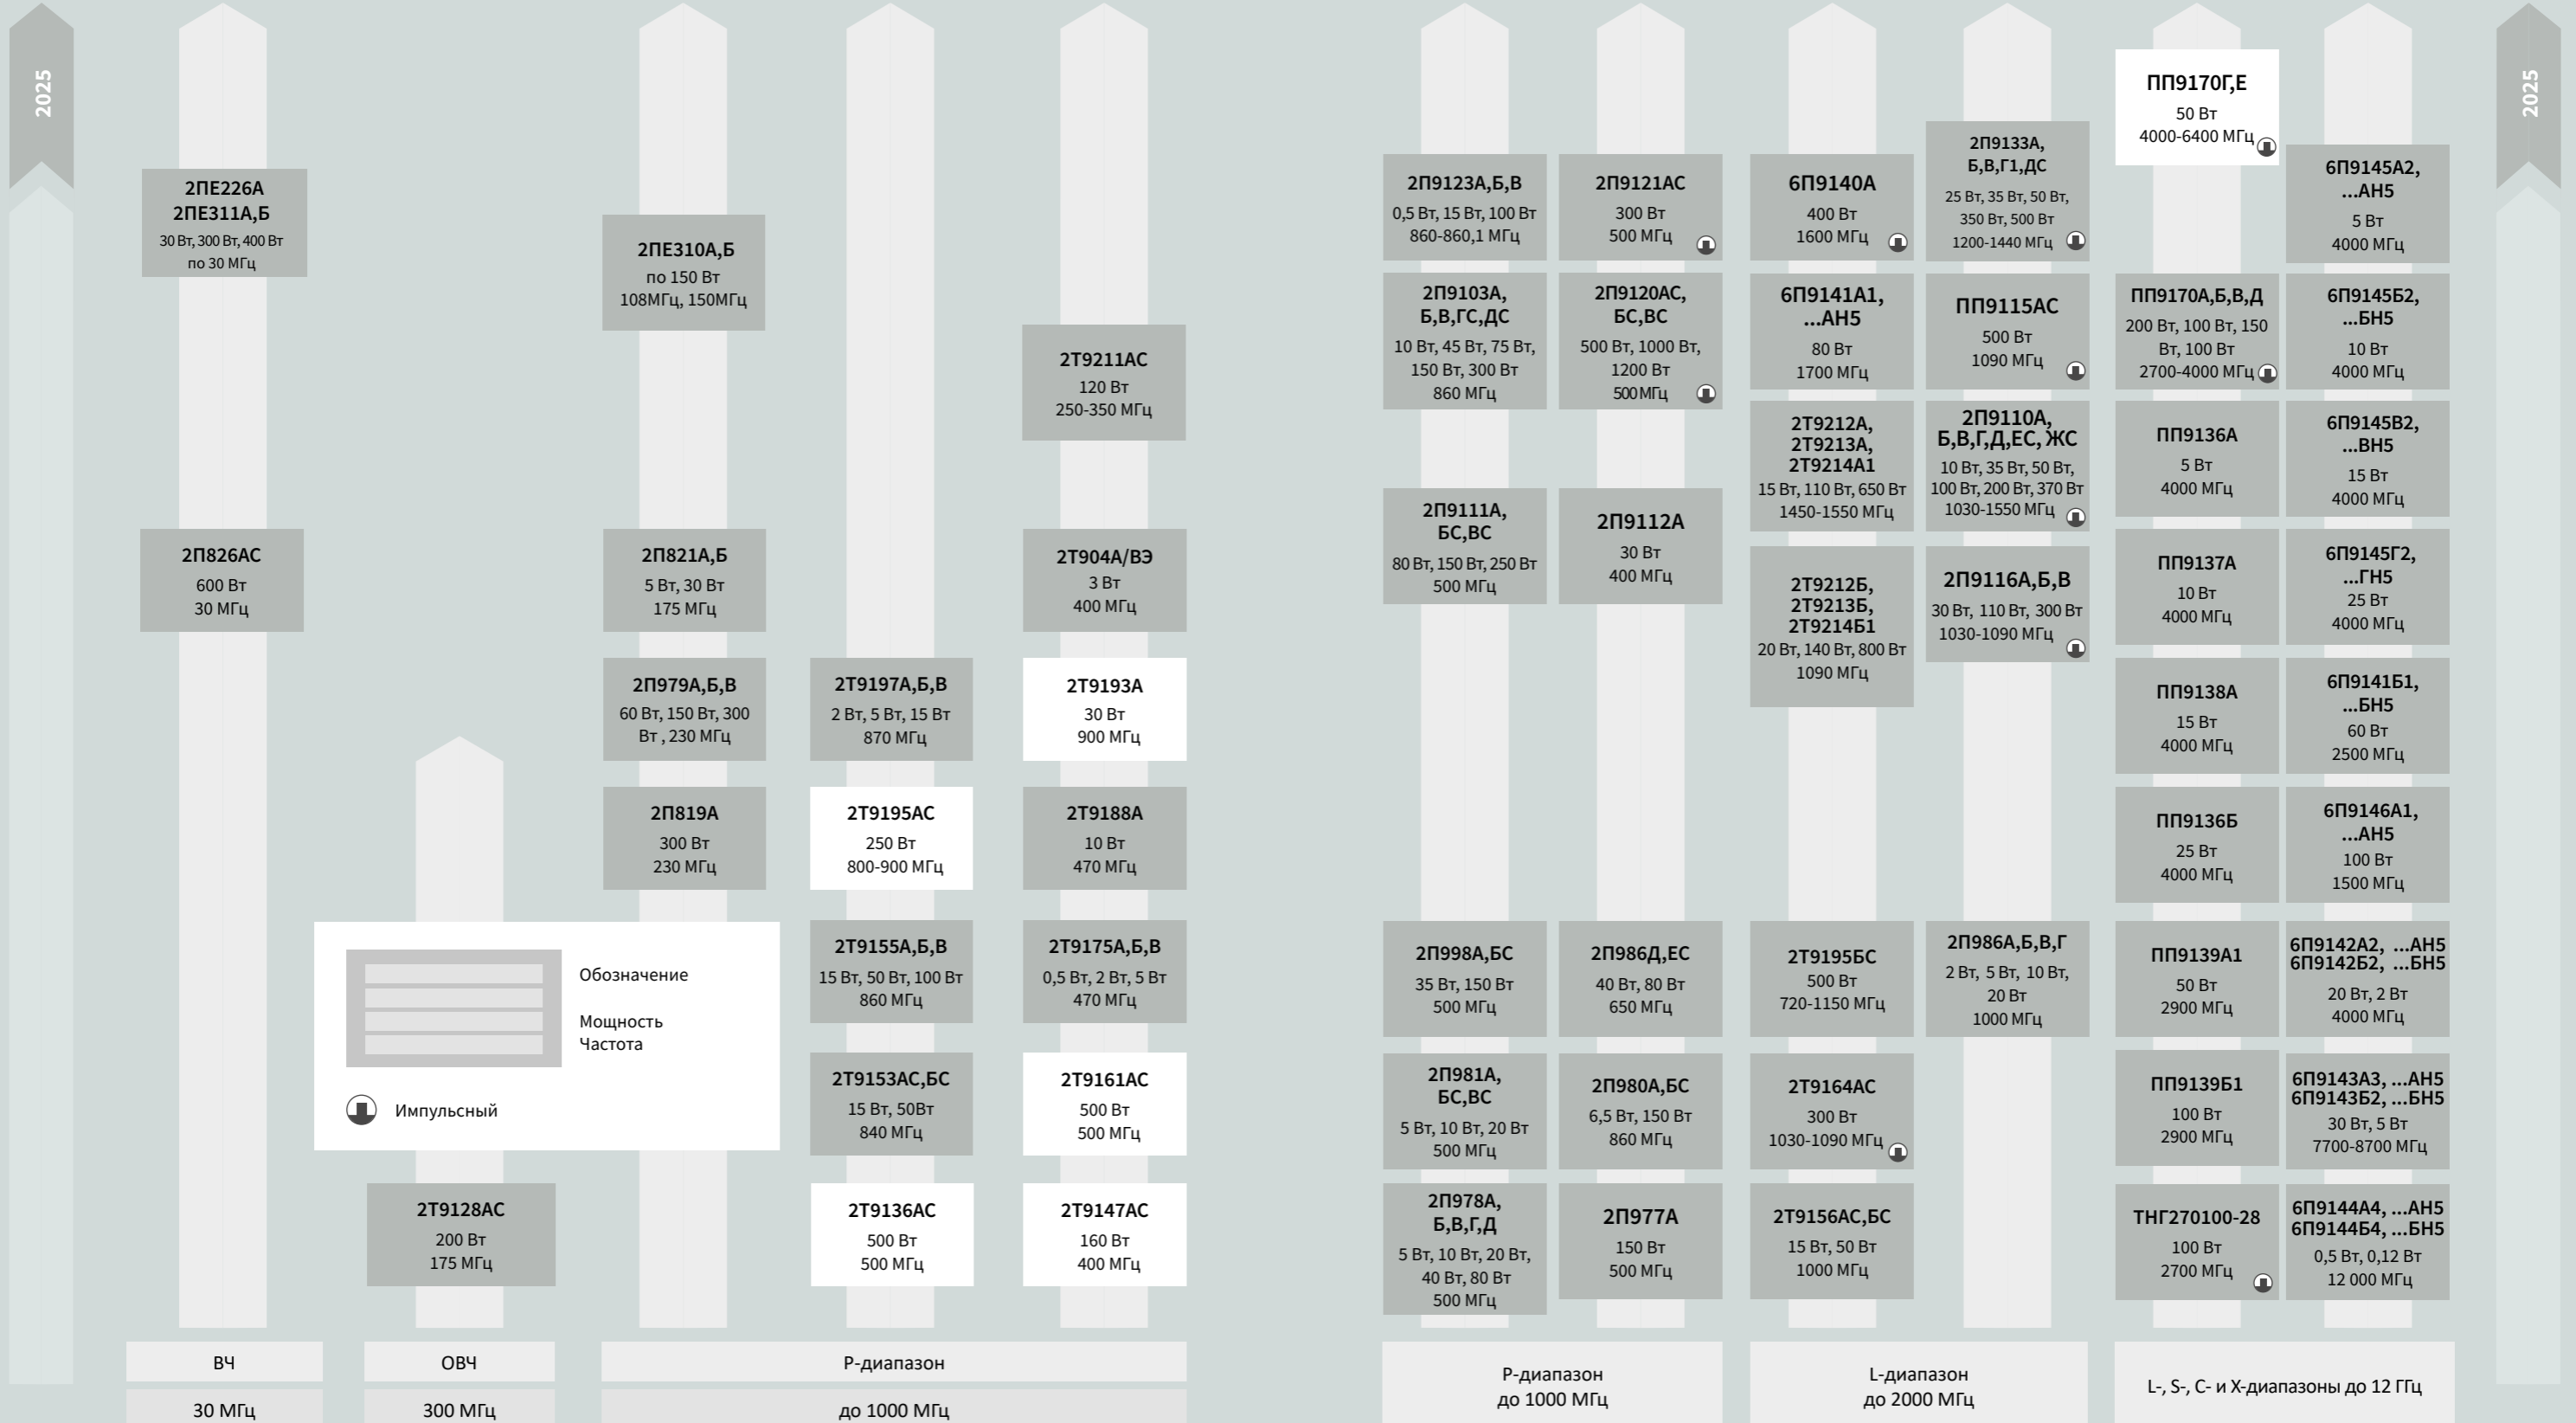 2025
2ПЕ226А
2ПЕ311А,Б
30 Вт, 300 Вт, 400 Вт
по 30 МГц
2П826АС
600 Вт
30 МГц
2Т9128АС
200 Вт
175 МГц
2ПЕ310А,Б
по 150 Вт
108МГц, 150МГц
2П821А,Б
5 Вт, 30 Вт
175 МГц
2П979А,Б,В
60 Вт, 150 Вт, 300
Вт , 230 МГц
2П819А
300 Вт
230 МГц
Обозначение
Мощность
Частота
Импульсный
2Т9197А,Б,В
2 Вт, 5 Вт, 15 Вт
870 МГц
2Т9195АС
250 Вт
800-900 МГц
2Т9155А,Б,В
15 Вт, 50 Вт, 100 Вт
860 МГц
2Т9153АС,БС
15 Вт, 50Вт
840 МГц
2Т9136АС
500 Вт
500 МГц
2Т9211АС
120 Вт
250-350 МГц
2Т904А/ВЭ
3 Вт
400 МГц
2Т9193А
30 Вт
900 МГц
2Т9188А
10 Вт
470 МГц
2Т9175А,Б,В
0,5 Вт, 2 Вт, 5 Вт
470 МГц
2Т9161АС
500 Вт
500 МГц
2Т9147АС
160 Вт
400 МГц
2П9123А,Б,В
0,5 Вт, 15 Вт, 100 Вт
860-860,1 МГц
2П9103А,
Б,В,ГС,ДС
10 Вт, 45 Вт, 75 Вт,
150 Вт, 300 Вт
860 МГц
2П9111А,
БС,ВС
80 Вт, 150 Вт, 250 Вт
500 МГц
2П998А,БС
35 Вт, 150 Вт
500 МГц
2П981А,
БС,ВС
5 Вт, 10 Вт, 20 Вт
500 МГц
2П978А,
Б,В,Г,Д
5 Вт, 10 Вт, 20 Вт,
40 Вт, 80 Вт
500 МГц
2П9121АС
300 Вт
500 МГц
2П9120АС,
БС,ВС
500 Вт, 1000 Вт,
1200 Вт
500 МГц
2П9112А
30 Вт
400 МГц
2П986Д,ЕС
40 Вт, 80 Вт
650 МГц
2П980А,БС
6,5 Вт, 150 Вт
860 МГц
2П977А
150 Вт
500 МГц
6П9140А
400 Вт
1600 МГц
6П9141А1,
...АН5
80 Вт
1700 МГц
2Т9212А,
2Т9213А,
2Т9214А1
15 Вт, 110 Вт, 650 Вт
1450-1550 МГц
2Т9212Б,
2Т9213Б,
2Т9214Б1
20 Вт, 140 Вт, 800 Вт
1090 МГц
2Т9195БС
500 Вт
720-1150 МГц
2Т9164АС
300 Вт
1030-1090 МГц
2Т9156АС,БС
15 Вт, 50 Вт
1000 МГц
2П9133А,
Б,В,Г1,ДС
25 Вт, 35 Вт, 50 Вт,
350 Вт, 500 Вт
1200-1440 МГц
ПП9115АС
500 Вт
1090 МГц
2П9110А,
Б,В,Г,Д,ЕС, ЖС
10 Вт, 35 Вт, 50 Вт,
100 Вт, 200 Вт, 370 Вт
1030-1550 МГц
2П9116А,Б,В
30 Вт, 110 Вт, 300 Вт
1030-1090 МГц
2П986А,Б,В,Г
2 Вт, 5 Вт, 10 Вт,
20 Вт
1000 МГц
ПП9170Г,Е
50 Вт
4000-6400 МГц
ПП9170А,Б,В,Д
200 Вт, 100 Вт, 150
Вт, 100 Вт
2700-4000 МГц
ПП9136А
5 Вт
4000 МГц
ПП9137А
10 Вт
4000 МГц
ПП9138А
15 Вт
4000 МГц
ПП9136Б
25 Вт
4000 МГц
ПП9139А1
50 Вт
2900 МГц
ПП9139Б1
100 Вт
2900 МГц
ТНГ270100-28
100 Вт
2700 МГц
6П9145А2,
...АН5
5 Вт
4000 МГц
6П9145Б2,
...БН5
10 Вт
4000 МГц
6П9145В2,
...ВН5
15 Вт
4000 МГц
6П9145Г2,
...ГН5
25 Вт
4000 МГц
6П9141Б1,
...БН5
60 Вт
2500 МГц
6П9146А1,
...АН5
100 Вт
1500 МГц
6П9142А2, ...АН5
6П9142Б2, ...БН5
20 Вт, 2 Вт
4000 МГц
6П9143А3, ...АН5
6П9143Б2, ...БН5
30 Вт, 5 Вт
7700-8700 МГц
6П9144А4, ...АН5
6П9144Б4, ...БН5
0,5 Вт, 0,12 Вт
12 000 МГц
2025
ВЧ
30 МГц
ОВЧ
300 МГц
Р-диапазон
до 1000 МГц
Р-диапазон
до 1000 МГц
L-диапазон
до 2000 МГц
L-, S-, С- и Х-диапазоны до 12 ГГц